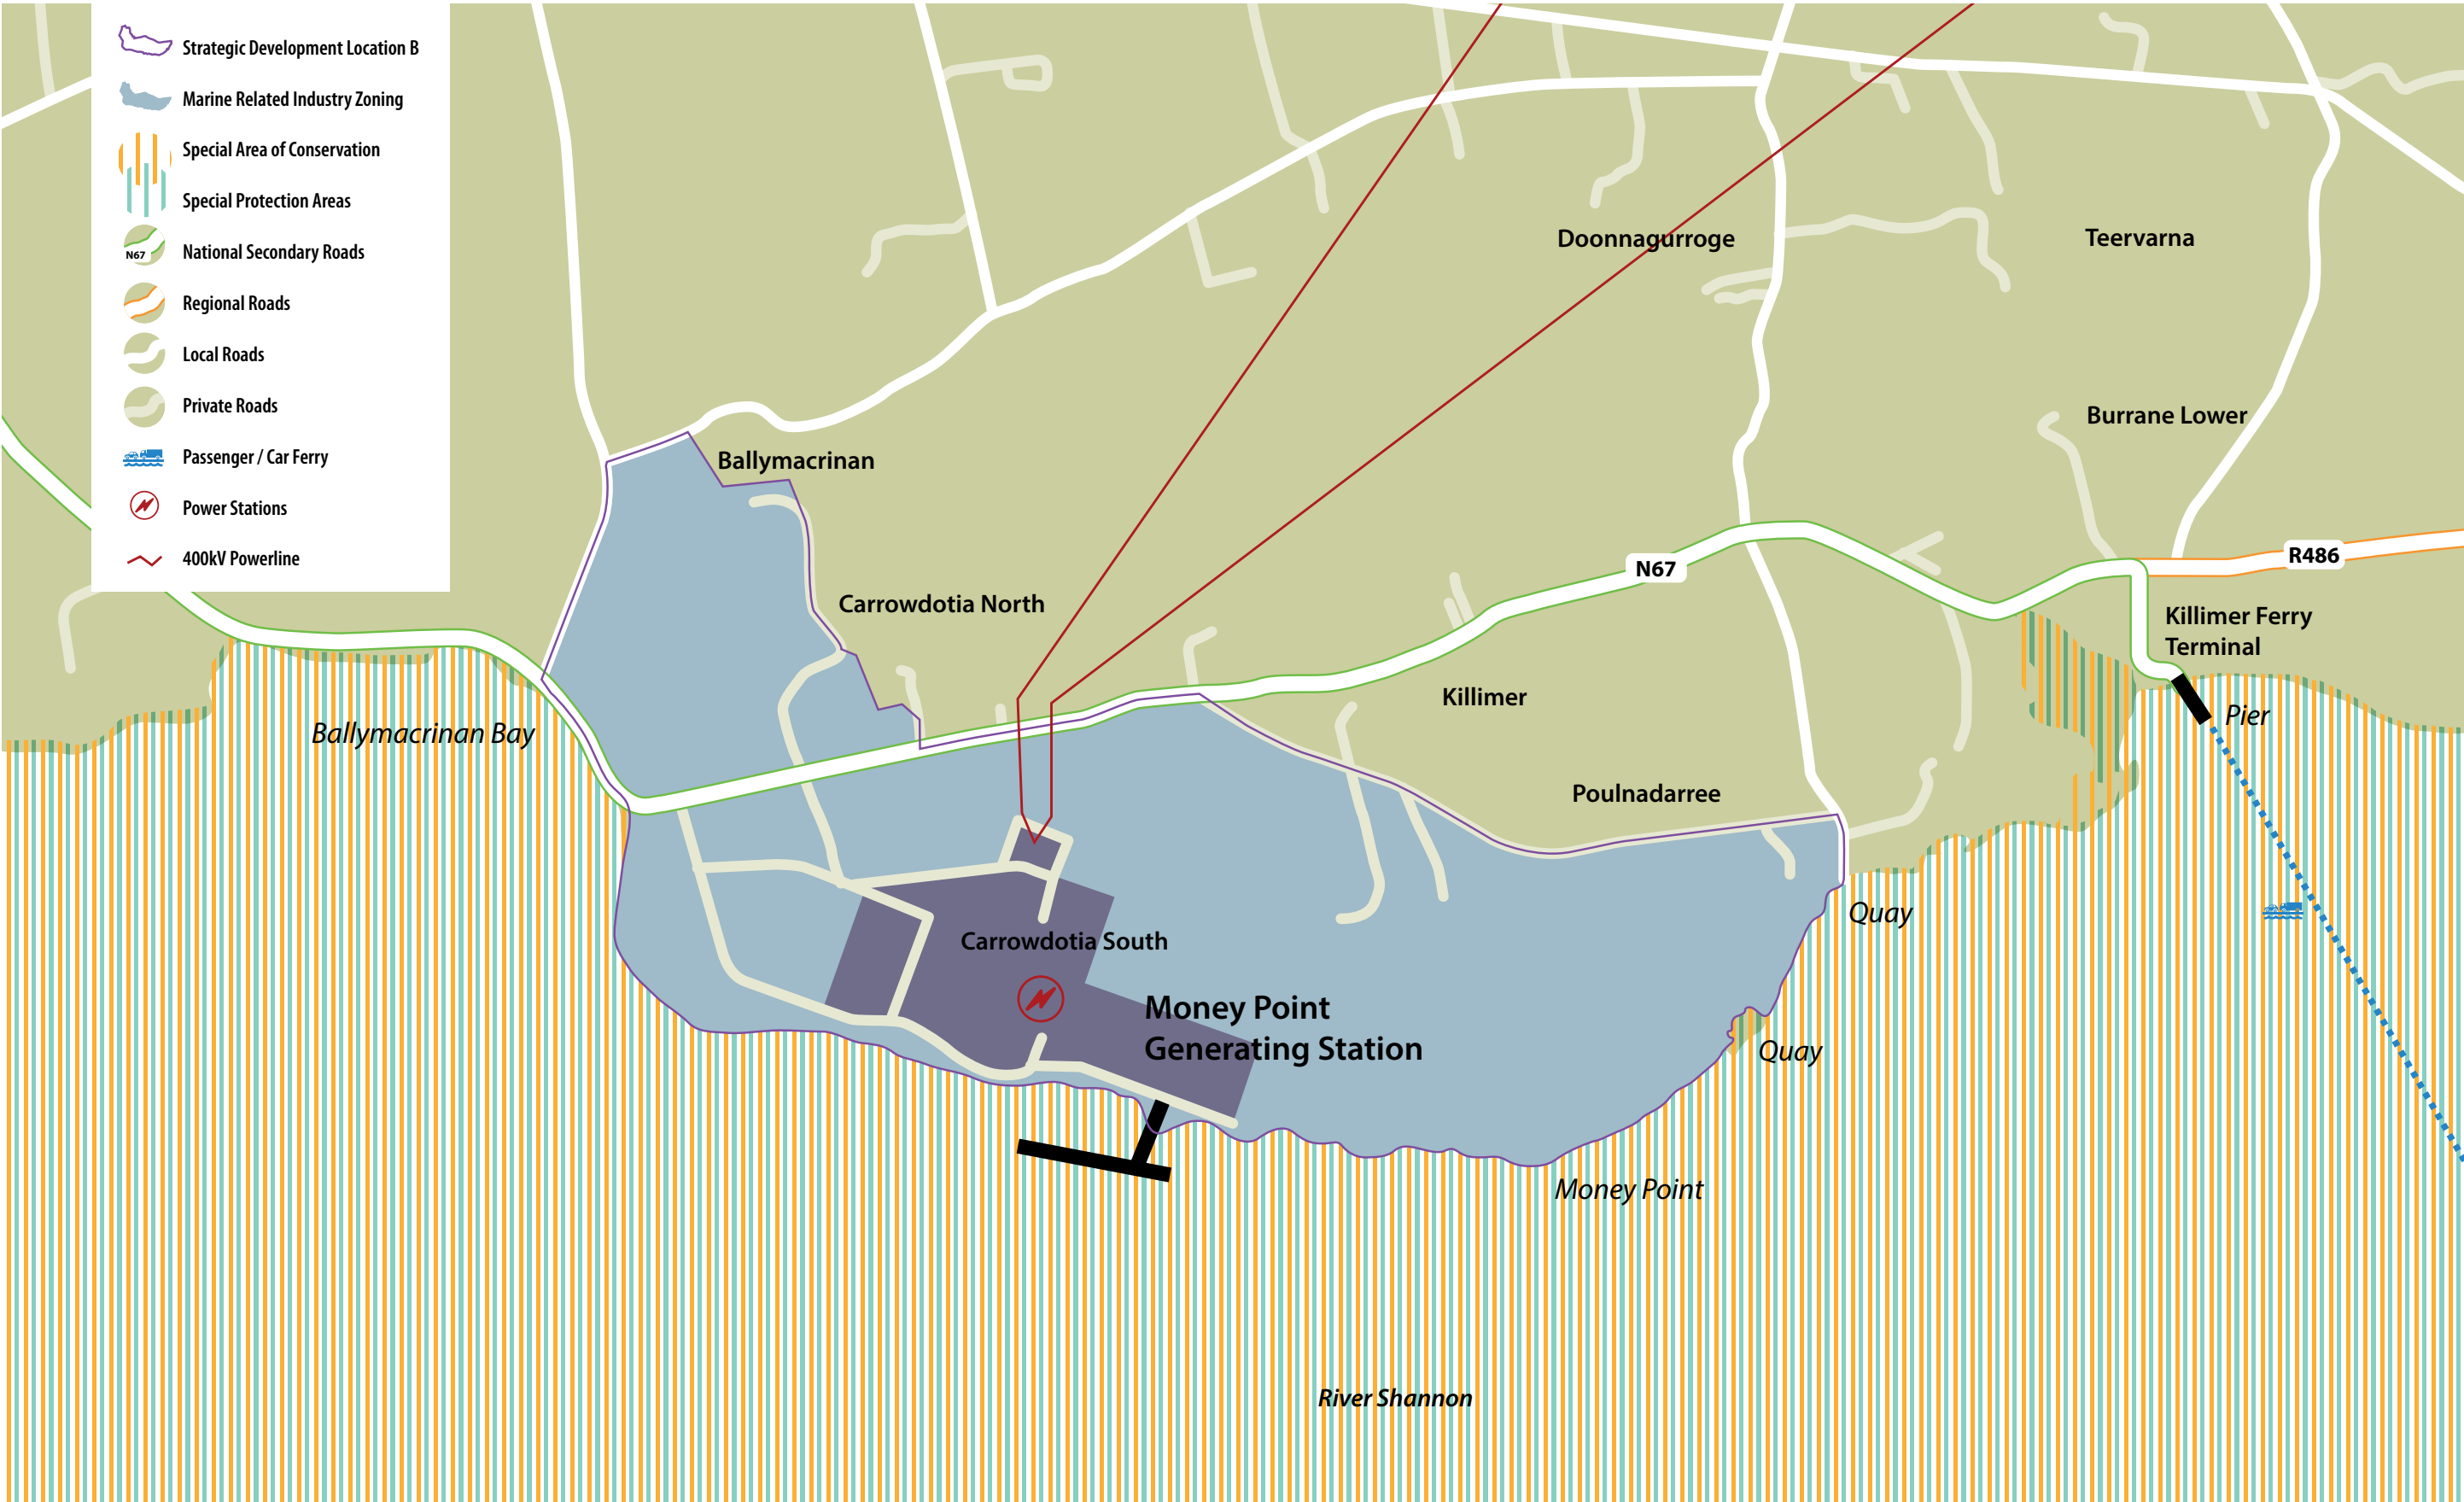 Strategic Development Location B
Marine Related Industry Zoning
Special Area of Conservation
Special Protection Areas
N67
National Secondary Roads
Regional Roads
Local Roads
Private Roads
Passenger / Car Ferry
Power Stations
400kV Powerline
Doonnagurroge
Teervarna
Burrane Lower
Ballymacrinan
N67
R486
Carrowdotia North
Killimer Ferry
Terminal
Killimer
Pier
Ballymacrinan Bay
Poulnadarree
Quay
Carrowdotia South
Money Point
Generating Station
Quay
Money Point
River Shannon